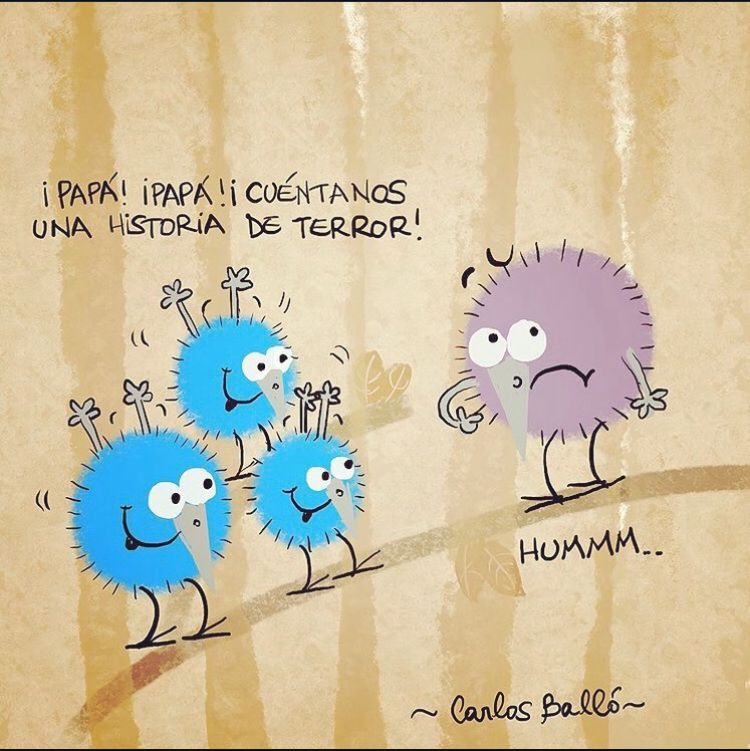 ¡PAPÁ! ¡PAPÁ! ¡CUÉNTANOS
UNA HISTORIA DE TERROR!
HUMMM..
~ Carlos Balló ~